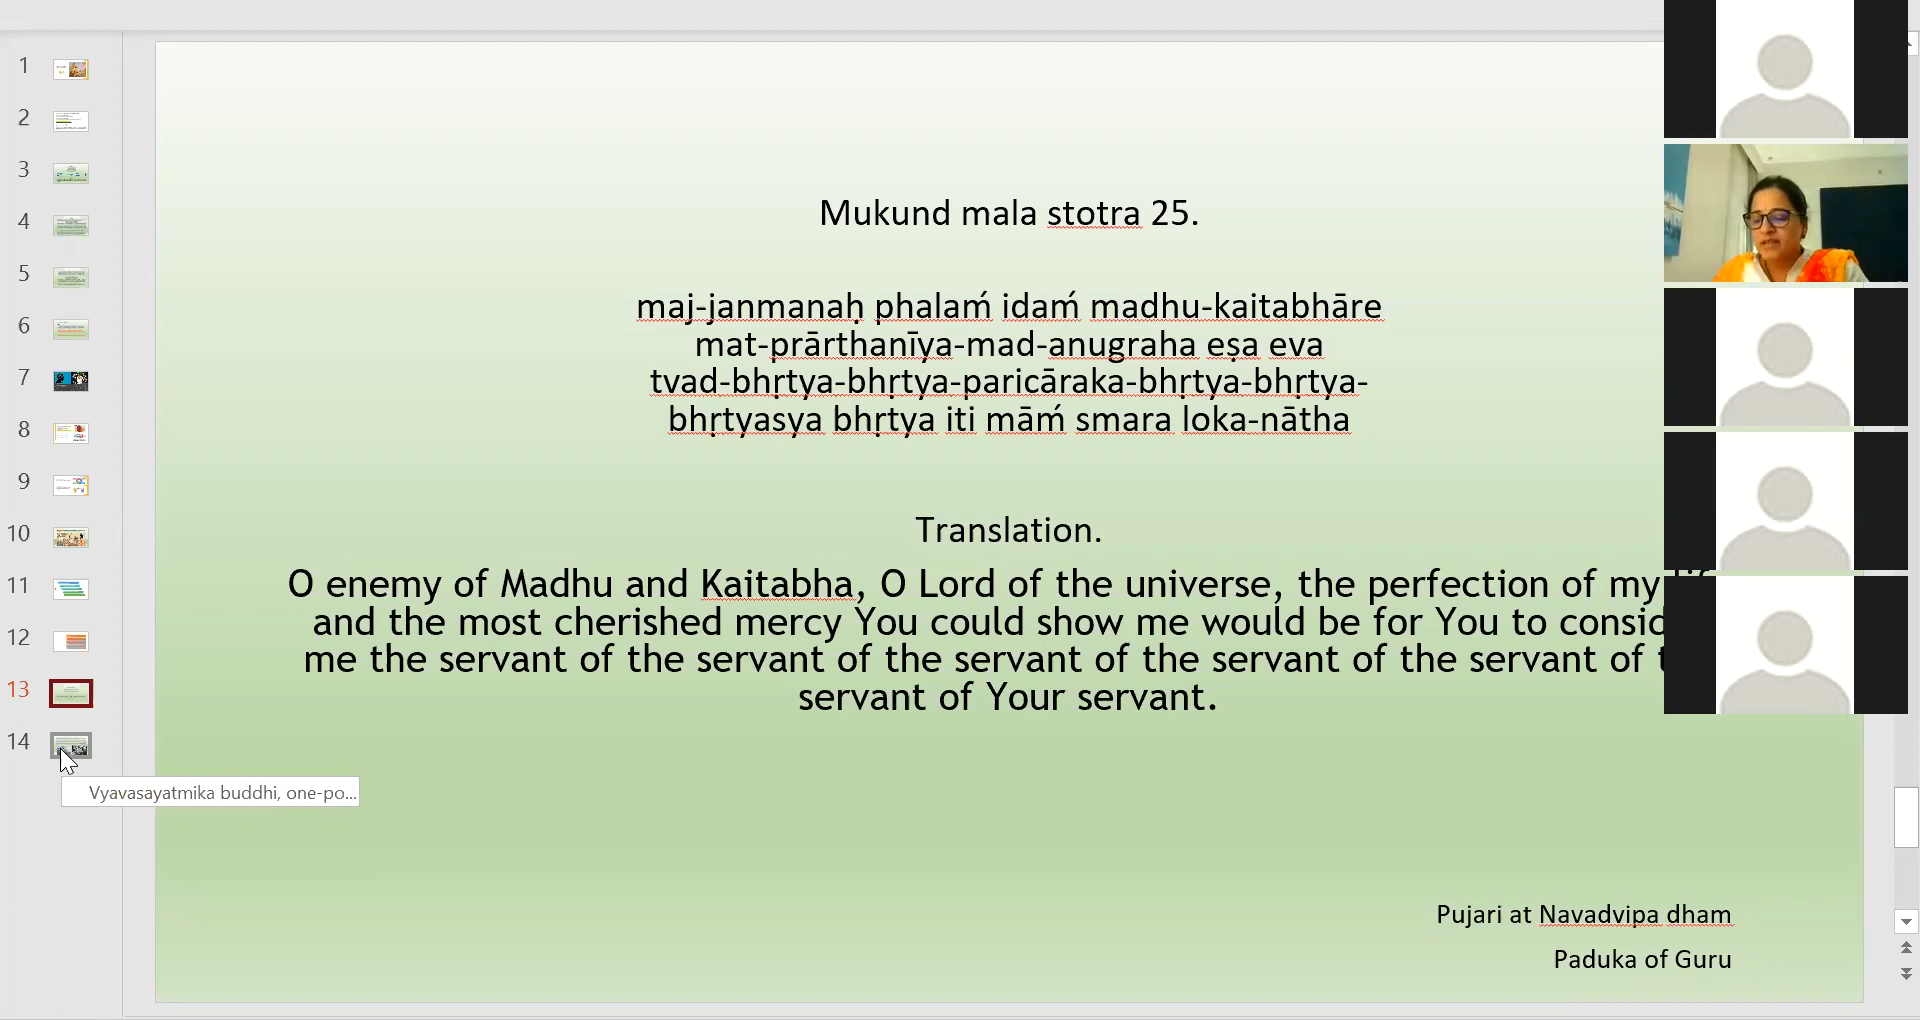 1
2
3
4
5
6
7
8
9
10
11
12
13
14
Vyavasayatmika buddhi, one-po...
Mukund mala stotra 25.
maj-janmanaḥ phalaḿ idaḿ madhu-kaitabhāre
mat-prārthanīya-mad-anugraha eṣa eva
tvad-bhṛtya-bhṛtya-paricāraka-bhṛtya-bhṛtya-
bhṛtyasya bhṛtya iti māḿ smara loka-nātha
Translation.
O enemy of Madhu and Kaitabha, O Lord of the universe, the perfection of my
and the most cherished mercy You could show me would be for You to
me the servant of the servant of the servant of the servant of the servant of
servant of Your servant.
Pujari at Navadvipa dham
Paduka of Guru